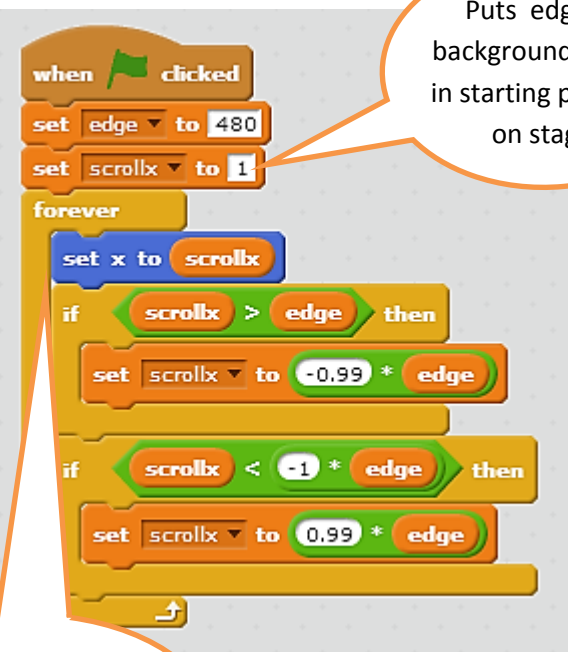 Puts
background
in starting
when clicked
on
set edge to 480
set scrollx to 1
forever
set x to scrollx
if scrollx > edge then
set scrollx to -0.99 * edge
if scrollx < -1 * edge then
set scrollx to 0.99 * edge